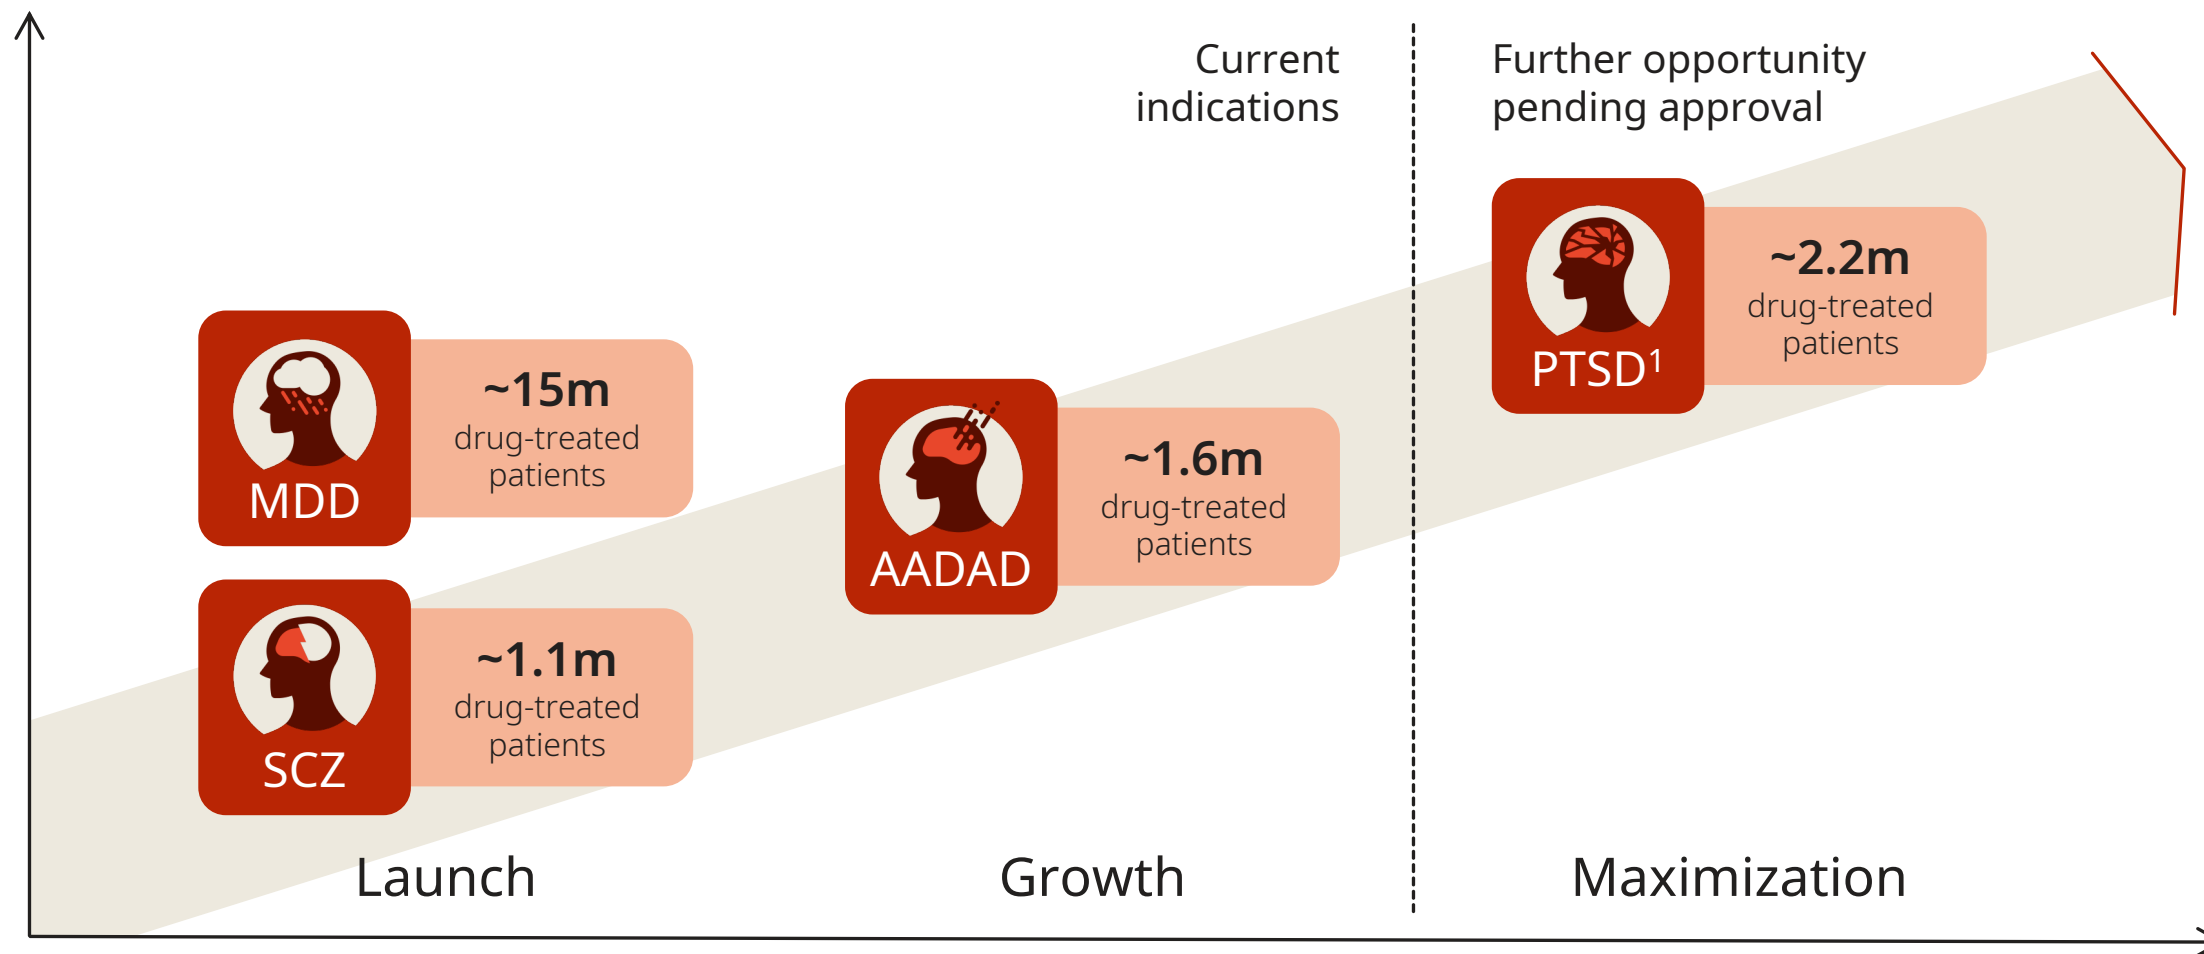 Current
indications
Further opportunity
pending approval
MDD
~15m
drug-treated
patients
SCZ
~1.1m
drug-treated
patients
AADAD
~1.6m
drug-treated
patients
PTSD¹
~2.2m
drug-treated
patients
Launch
Growth
Maximization